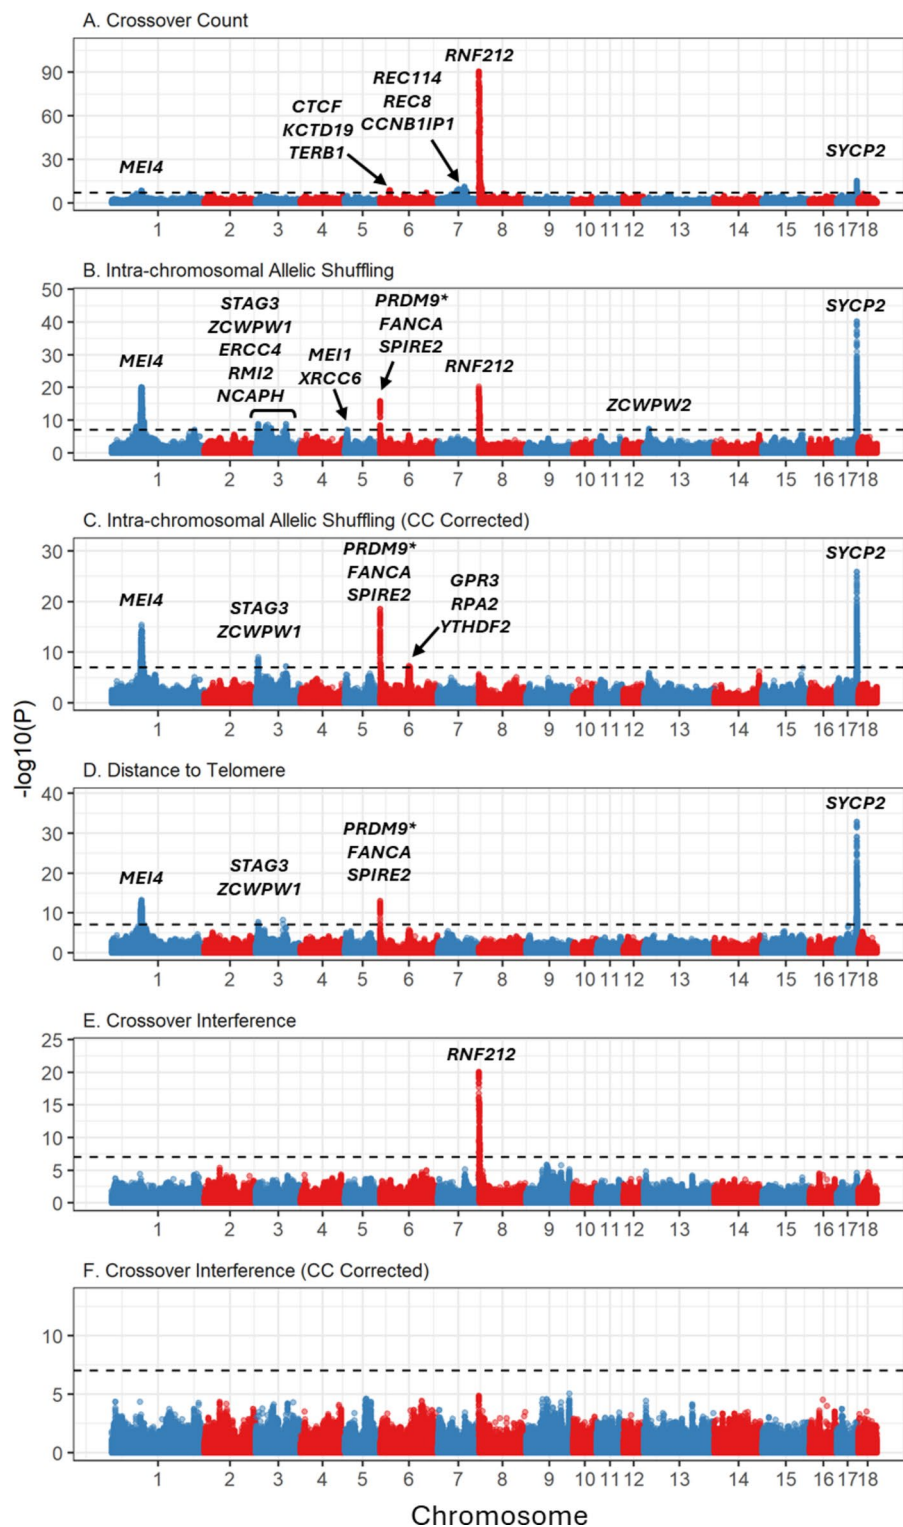 A. Crossover Count
RNF212
90
REC114
CTCF
REC8
60
KCTD19
CCNB1IP1
TERB1
MEI4
SYCP2
30
0
1 2 3 4 5 6 7 8 9 10 11 12 13 14 15 16 17 18
B. Intra-chromosomal Allelic Shuffling
50
STAG3
PRDM9*
SYCP2
ZCWPW1
FANCA
40
ERCC4
MEI1
SPIRE2
MEI4
RNF212
30
RMI2
XRCC6
NCAPH
ZCWPW2
20
10
0
1 2 3 4 5 6 7 8 9 10 11 12 13 14 15 16 17 18
C. Intra-chromosomal Allelic Shuffling (CC Corrected)
30
PRDM9*
SYCP2
FANCA
GPR3
SPIRE2
MEI4
STAG3
RPA2
20
ZCWPW1
YTHDF2
10
0
1 2 3 4 5 6 7 8 9 10 11 12 13 14 15 16 17 18
-log10(P)
D. Distance to Telomere
40
SYCP2
PRDM9*
30
STAG3
FANCA
MEI4
ZCWPW1
SPIRE2
20
10
0
1 2 3 4 5 6 7 8 9 10 11 12 13 14 15 16 17 18
E. Crossover Interference
25
RNF212
20
15
10
5
0
1 2 3 4 5 6 7 8 9 10 11 12 13 14 15 16 17 18
F. Crossover Interference (CC Corrected)
10
5
0
1 2 3 4 5 6 7 8 9 10 11 12 13 14 15 16 17 18
Chromosome